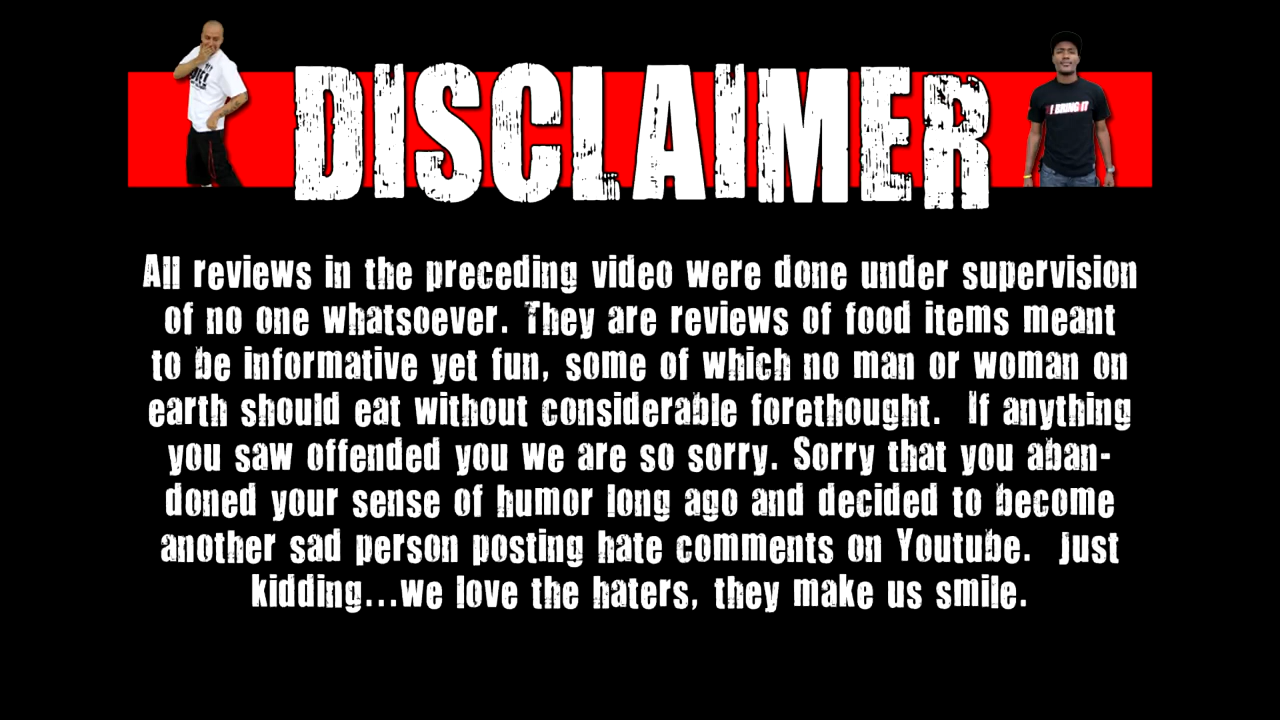 DISCLAIMER
I BRING IT
All reviews in the preceding video were done under supervision
of no one whatsoever. They are reviews of food items meant
to be informative yet fun, some of which no man or woman on
earth should eat without considerable forethought. If anything
you saw offended you we are so sorry. Sorry that you aban-
doned your sense of humor long ago and decided to become
another sad person posting hate comments on Youtube. Just
kidding...we love the haters, they make us smile.